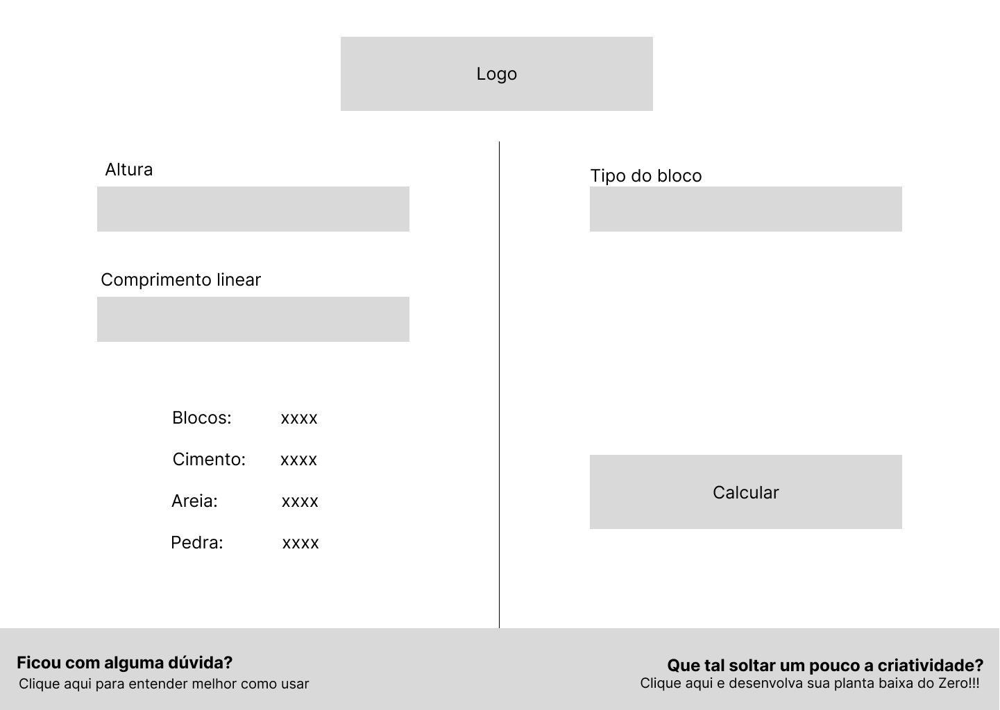 Logo
Altura
Comprimento linear
Blocos: xxxx
Cimento: xxxx
Areia: xxxx
Pedra: xxxx
Tipo do bloco
Calcular
Ficou com alguma dúvida?
Clique aqui para entender melhor como usar
Que tal soltar um pouco a criatividade?
Clique aqui e desenvolva sua planta baixa do Zero!!!